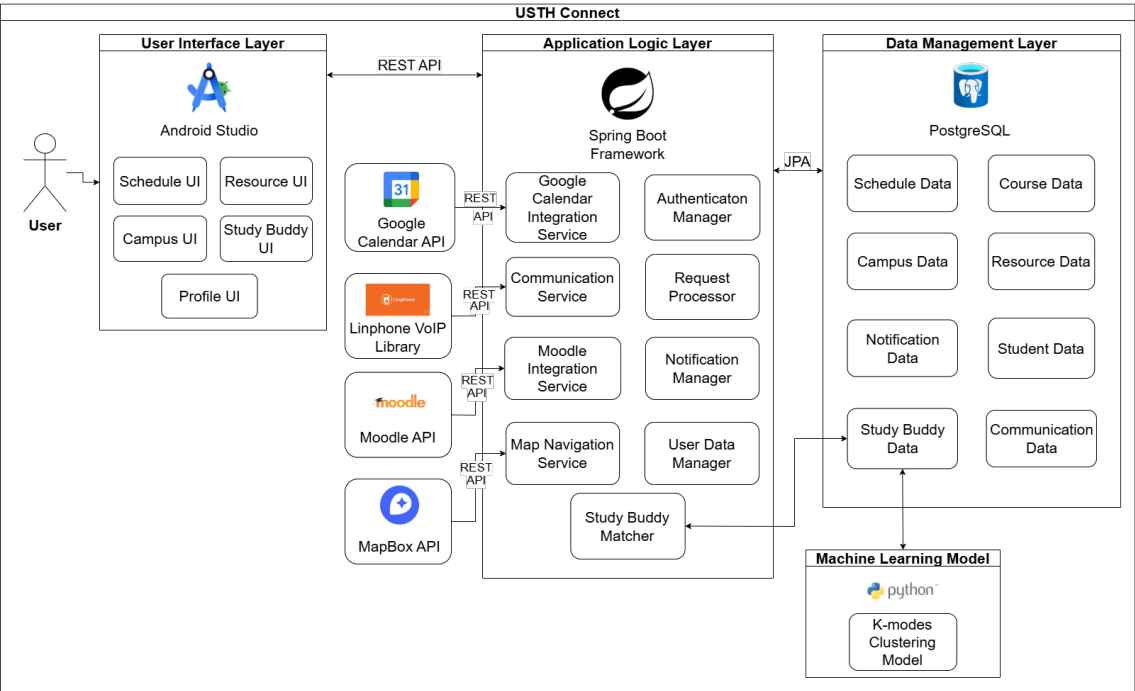 USTH Connect
User Interface Layer
Android Studio
Schedule UI
Resource UI
Campus UI
Study Buddy
UI
Profile UI
User
REST API
Application Logic Layer
Spring Boot
Framework
31
Google
Calendar API
REST
API
Google
Calendar
Integration
Service
Authenticaton
Manager
Linphone
Linphone VoIP
Library
REST
API
Communication
Service
Request
Processor
moodle
Moodle API
REST
API
Moodle
Integration
Service
Notification
Manager
MapBox API
REST
API
Map Navigation
Service
User Data
Manager
Study Buddy
Matcher
JPA
Data Management Layer
PostgreSQL
Schedule Data
Course Data
Campus Data
Resource Data
Notification
Data
Student Data
Study Buddy
Data
Communication
Data
Machine Learning Model
python™
K-modes
Clustering
Model